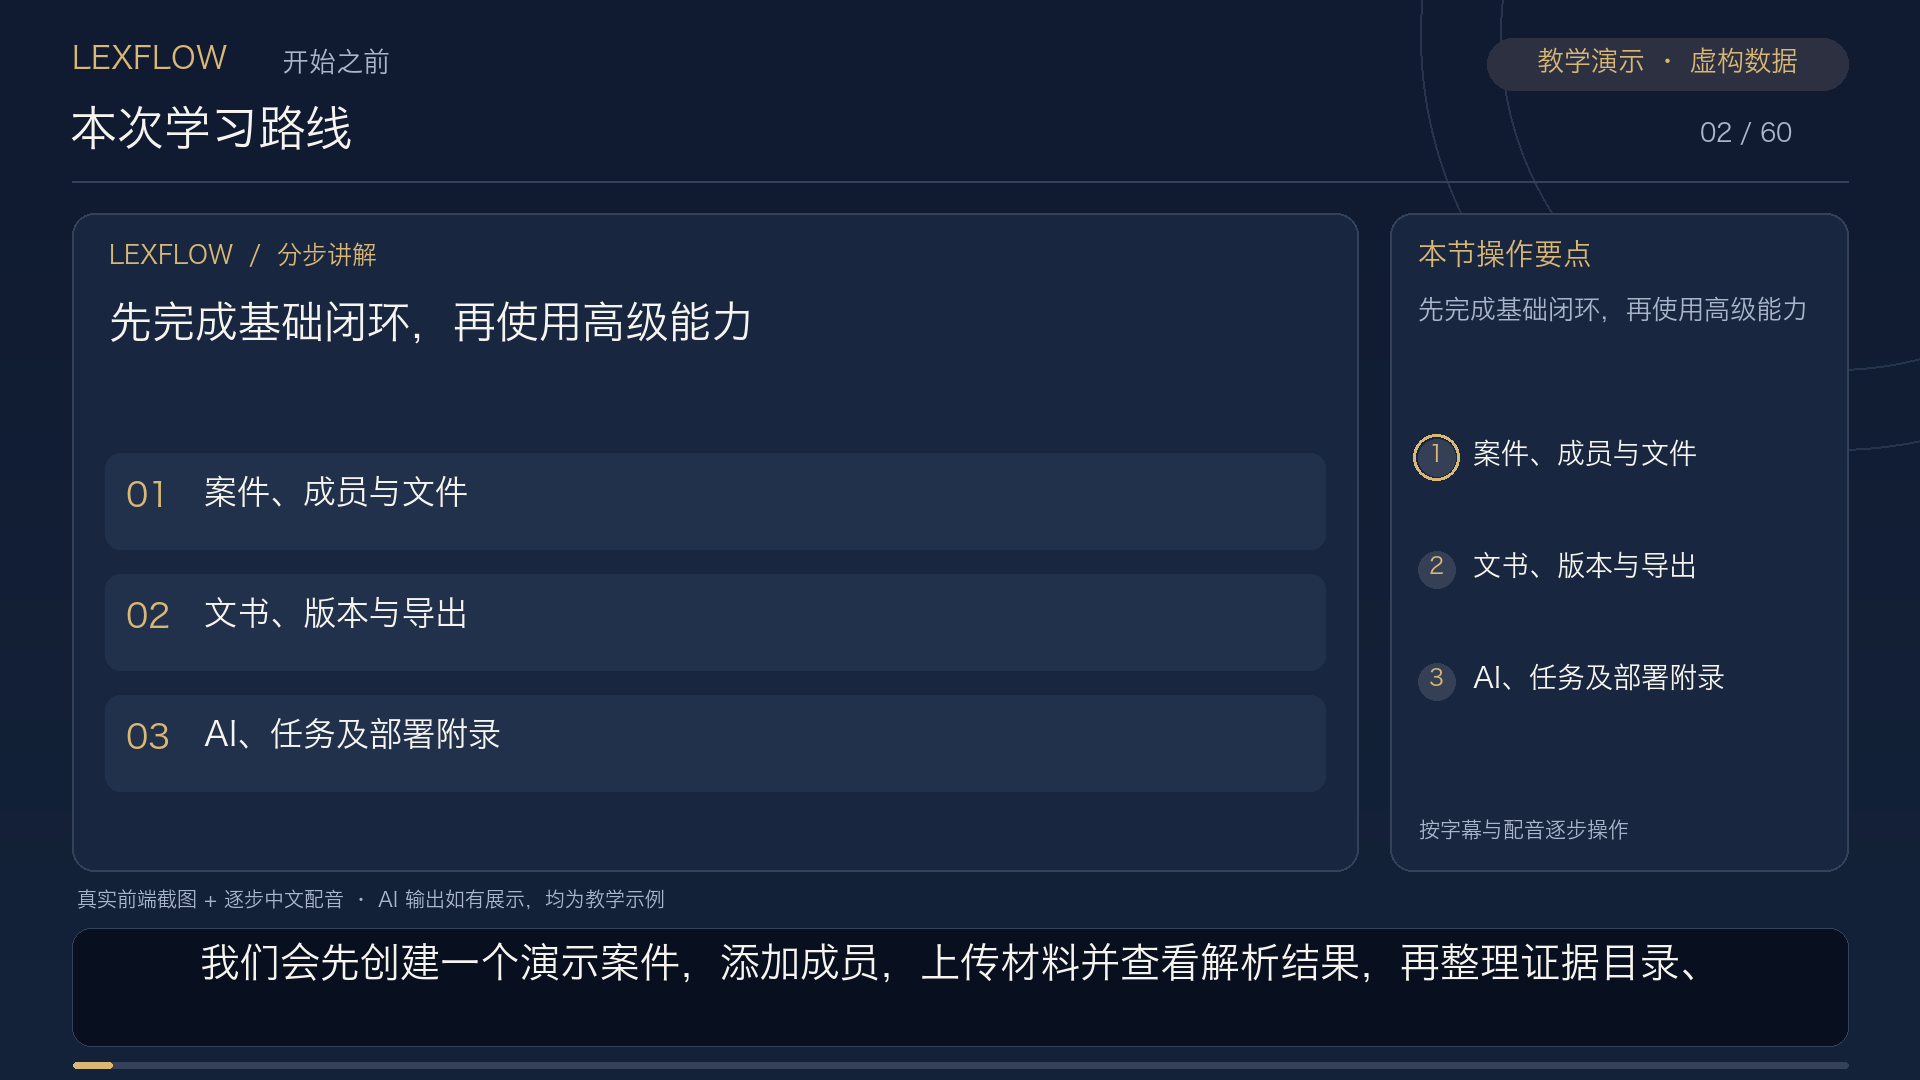 LEXFLOW 开始之前
教学演示 · 虚构数据
本次学习路线
02 / 60
LEXFLOW / 分步讲解
先完成基础闭环，再使用高级能力
01 案件、成员与文件
02 文书、版本与导出
03 AI、任务及部署附录
本节操作要点
先完成基础闭环，再使用高级能力
1 案件、成员与文件
2 文书、版本与导出
3 AI、任务及部署附录
按字幕与配音逐步操作
真实前端截图 + 逐步中文配音 · AI 输出如有展示，均为教学示例
我们会先创建一个演示案件，添加成员，上传材料并查看解析结果，再整理证据目录、